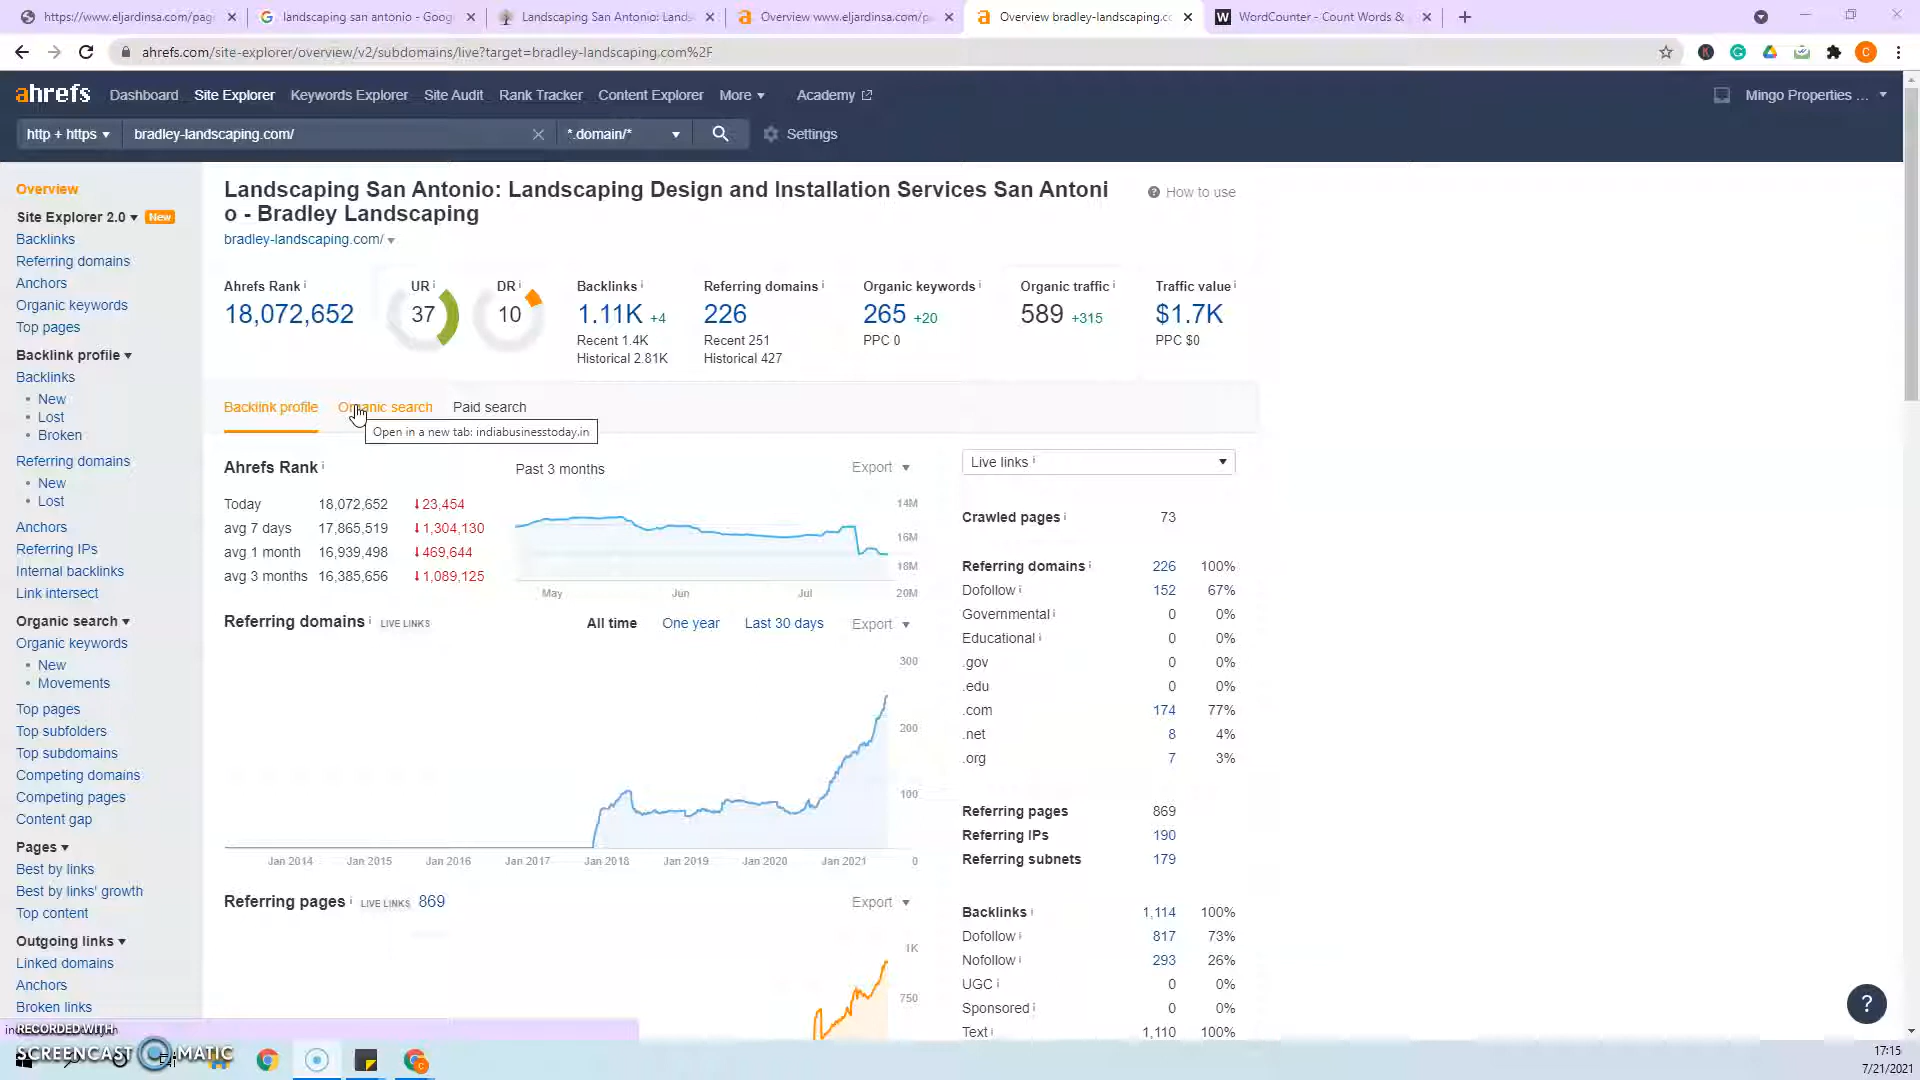 https://www.eljardinsa.com/pag
landscaping san antonio - Goog
Landscaping San Antonio: Lands
Overview www.eljardinsa.com/p
Overview bradley-landscaping.co
WordCounter - Count Words &
ahrefs.com/site-explorer/overview/v2/subdomains/live?target=bradley-landscaping.com%2F
ahrefs Dashboard Site Explorer Keywords Explorer Site Audit Rank Tracker Content Explorer More Academy Mingo Properties ...
http + https bradley-landscaping.com/ *.domain/* Settings
Overview
Site Explorer 2.0 New
Backlinks
Referring domains
Anchors
Organic keywords
Top pages
Backlink profile
Backlinks
New
Lost
Broken
Referring domains
New
Lost
Anchors
Referring IPs
Internal backlinks
Link intersect
Organic search
Organic keywords
New
Movements
Top pages
Top subfolders
Top subdomains
Competing domains
Competing pages
Content gap
Pages
Best by links
Best by links' growth
Top content
Outgoing links
Linked domains
Anchors
Broken links
Landscaping San Antonio: Landscaping Design and Installation Services San Antoni
o - Bradley Landscaping
How to use
bradley-landscaping.com/
Ahrefs Rank
18,072,652
UR
37
DR
10
Backlinks
1.11K +4
Recent 1.4K
Historical 2.81K
Referring domains
226
Recent 251
Historical 427
Organic keywords
265 +20
PPC 0
Organic traffic
589 +315
Traffic value
$1.7K
PPC $0
Backlink profile Organic search Paid search
Open in a new tab: indiabusinesstoday.in
Ahrefs Rank Past 3 months Export
Today 18,072,652 ↓23,454
avg 7 days 17,865,519 ↓1,304,130
avg 1 month 16,939,498 ↓469,644
avg 3 months 16,385,656 ↓1,089,125
14M
16M
18M
20M
May Jun Jul
Referring domains LIVE LINKS All time One year Last 30 days Export
300
200
100
0
Jan 2014 Jan 2015 Jan 2016 Jan 2017 Jan 2018 Jan 2019 Jan 2020 Jan 2021
Referring pages LIVE LINKS 869 Export
1K
750
Live links
Crawled pages 73
Referring domains 226 100%
Dofollow 152 67%
Governmental 0 0%
Educational 0 0%
.gov 0 0%
.edu 0 0%
.com 174 77%
.net 8 4%
.org 7 3%
Referring pages 869
Referring IPs 190
Referring subnets 179
Backlinks 1,114 100%
Dofollow 817 73%
Nofollow 293 26%
UGC 0 0%
Sponsored 0 0%
Text 1,110 100%
RECORDED WITH
SCREENCAST MATIC
17:15
7/21/2021